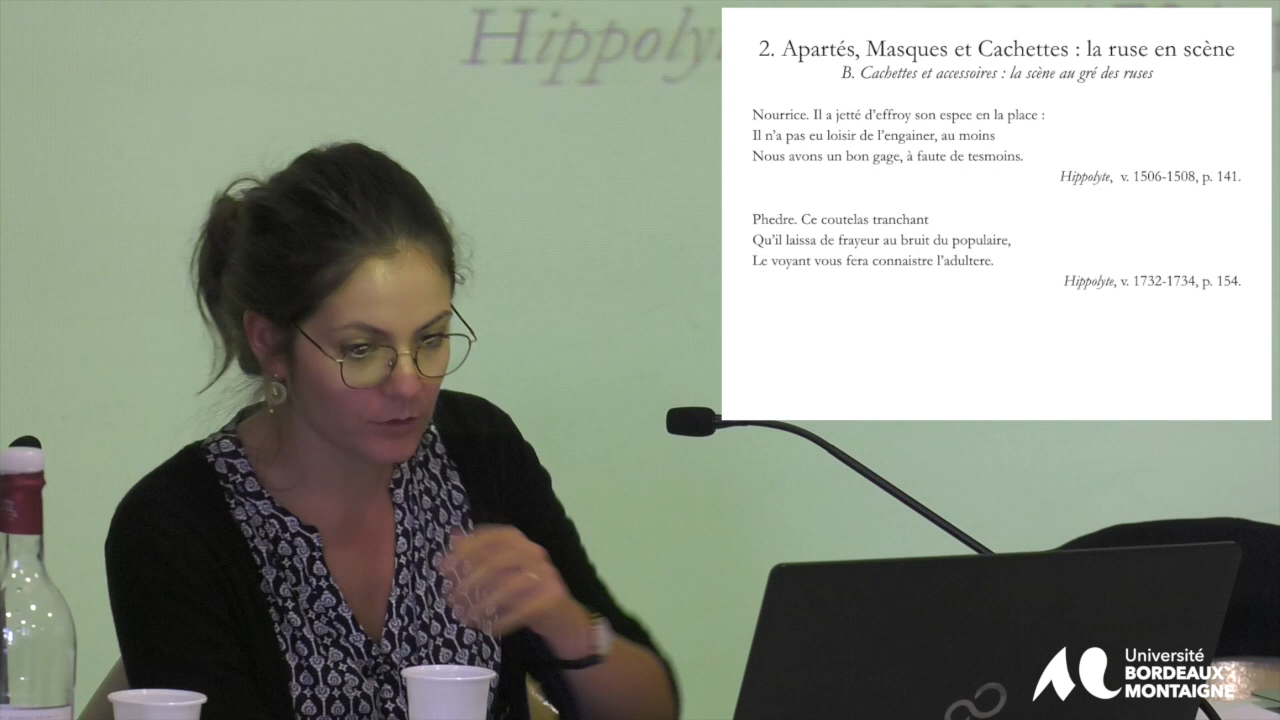 Hippoly
2. Apartés, Masques et Cachettes : la ruse en scène
B. Cachettes et accessoires : la scène au gré des ruses
Nourrice. Il a jetté d’effroy son espee en la place :
Il n’a pas eu loisir de l’engainer, au moins
Nous avons un bon gage, à faute de tesmoins.
Hippolyte, v. 1506-1508, p. 141.
Phedre. Ce coutelas tranchant
Qu’il laissa de frayeur au bruit du populaire,
Le voyant vous fera connaistre l’adultere.
Hippolyte, v. 1732-1734, p. 154.
Université
BORDEAUX
MONTAIGNE